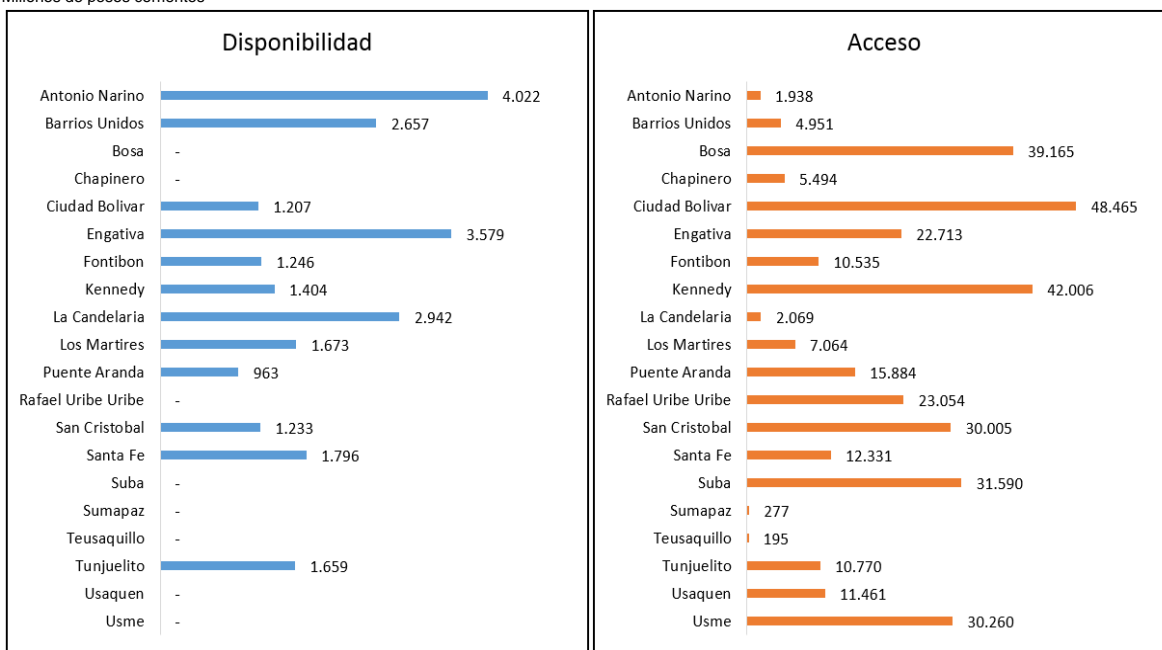 Millones de pesos corrientes
Disponibilidad
Antonio Narino 4.022
Barrios Unidos 2.657
Bosa -
Chapinero -
Ciudad Bolivar 1.207
Engativa 3.579
Fontibon 1.246
Kennedy 1.404
La Candelaria 2.942
Los Martires 1.673
Puente Aranda 963
Rafael Uribe Uribe -
San Cristobal 1.233
Santa Fe 1.796
Suba -
Sumapaz -
Teusaquillo -
Tunjuelito 1.659
Usaquen -
Usme -
Acceso
Antonio Narino 1.938
Barrios Unidos 4.951
Bosa 39.165
Chapinero 5.494
Ciudad Bolivar 48.465
Engativa 22.713
Fontibon 10.535
Kennedy 42.006
La Candelaria 2.069
Los Martires 7.064
Puente Aranda 15.884
Rafael Uribe Uribe 23.054
San Cristobal 30.005
Santa Fe 12.331
Suba 31.590
Sumapaz 277
Teusaquillo 195
Tunjuelito 10.770
Usaquen 11.461
Usme 30.260